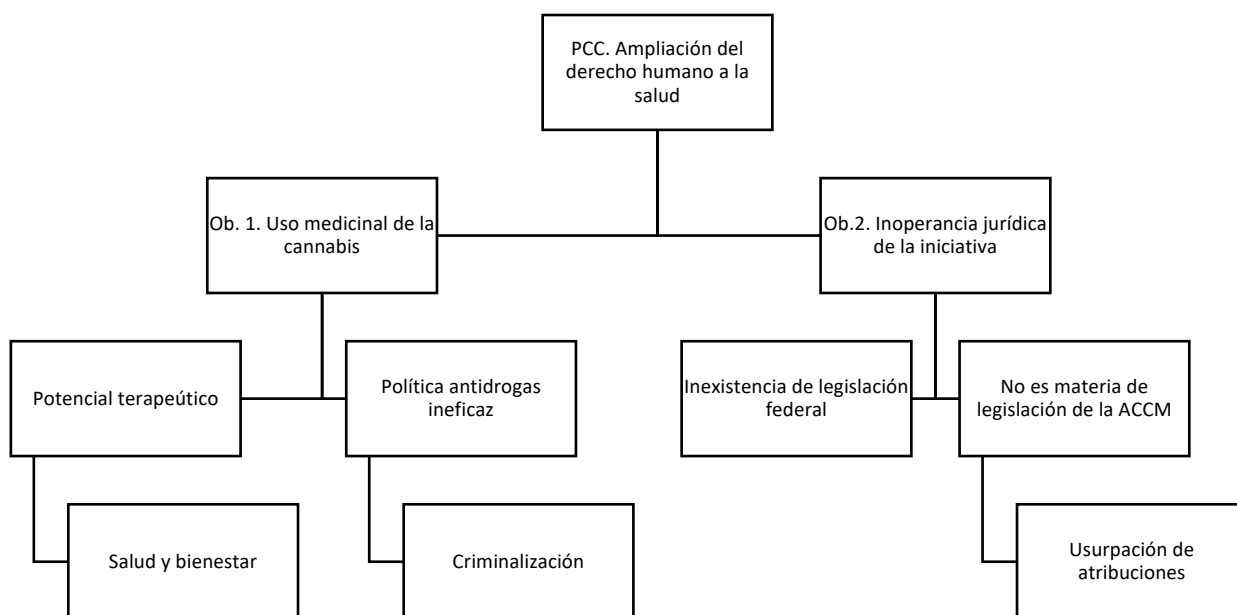 PCC. Ampliación del
derecho humano a la
salud
Ob. 1. Uso medicinal de la
cannabis
Ob.2. Inoperancia jurídica
de la iniciativa
Potencial terapeútico
Política antidrogas
ineficaz
Inexistencia de legislación
federal
No es materia de
legislación de la ACCM
Salud y bienestar
Criminalización
Usurpación de
atribuciones